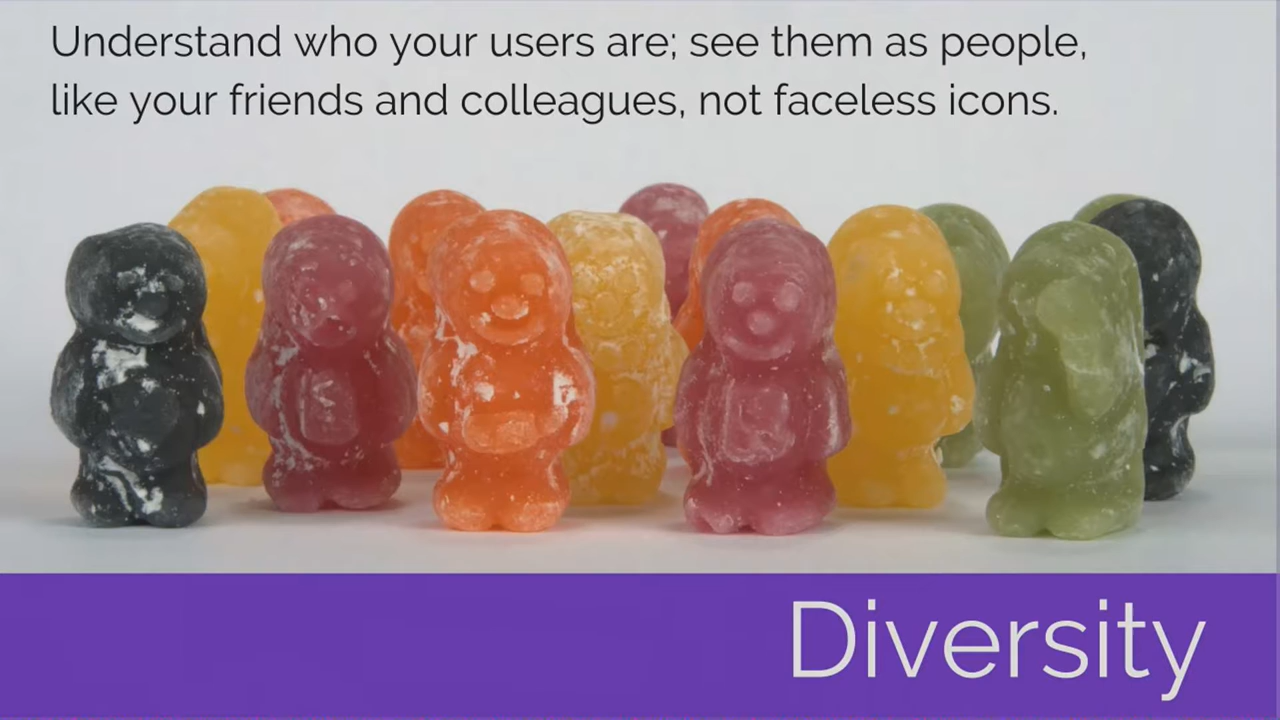 Understand who your users are; see them as people,
like your friends and colleagues, not faceless icons.
Diversity